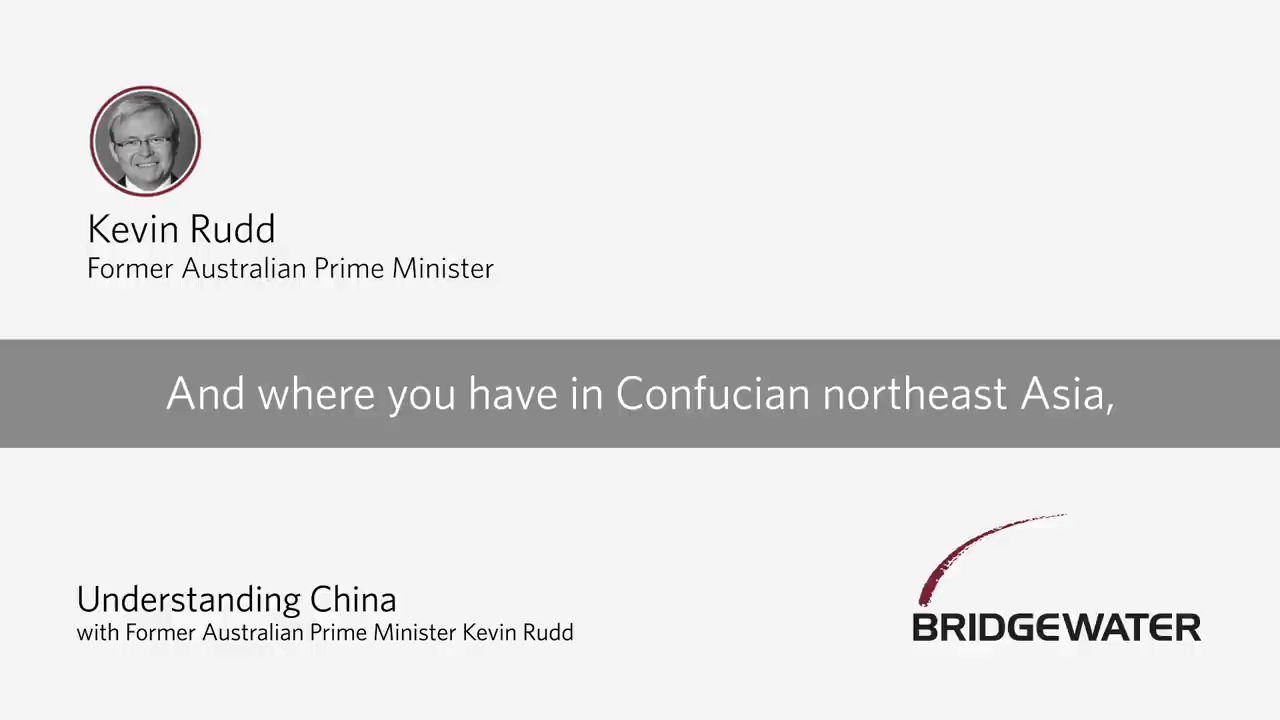 Kevin Rudd
Former Australian Prime Minister
And where you have in Confucian northeast Asia,
Understanding China
with Former Australian Prime Minister Kevin Rudd
BRIDGEWATER